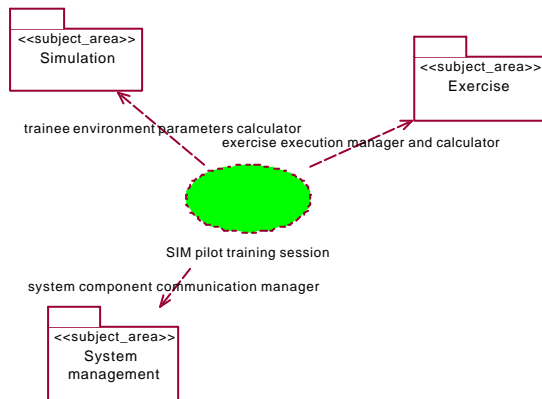 <<subject_area>>
Simulation
<<subject_area>>
Exercise
trainee environment parameters calculator
exercise execution manager and calculator
SIM pilot training session
system component communication manager
<<subject_area>>
System
management